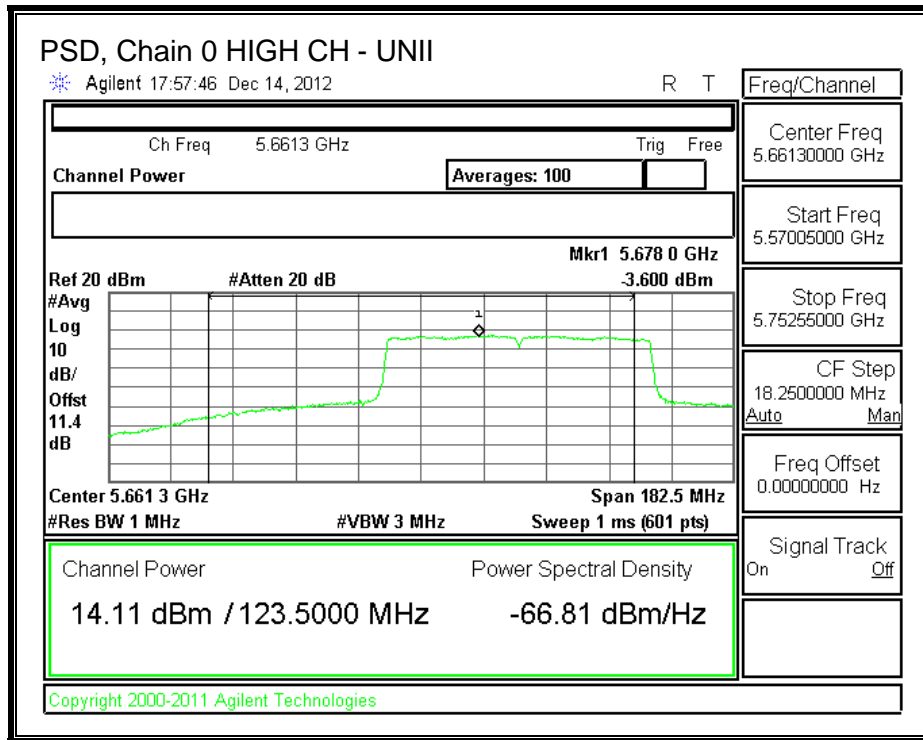 PSD, Chain 0 HIGH CH - UNII
Agilent 17:57:46 Dec 14, 2012 R T
Freq/Channel
Ch Freq 5.6613 GHz Trig Free
Channel Power Averages: 100
Mkr1 5.678 0 GHz
Ref 20 dBm #Atten 20 dB -3.600 dBm
#Avg
Log
10
dB/
Offst
11.4
dB
1
Center 5.661 3 GHz Span 182.5 MHz
#Res BW 1 MHz #VBW 3 MHz Sweep 1 ms (601 pts)
Channel Power Power Spectral Density
14.11 dBm / 123.5000 MHz -66.81 dBm/Hz
Copyright 2000-2011 Agilent Technologies
Center Freq
5.66130000 GHz
Start Freq
5.57005000 GHz
Stop Freq
5.75255000 GHz
CF Step
18.2500000 MHz
Auto Man
Freq Offset
0.00000000 Hz
Signal Track
On Off